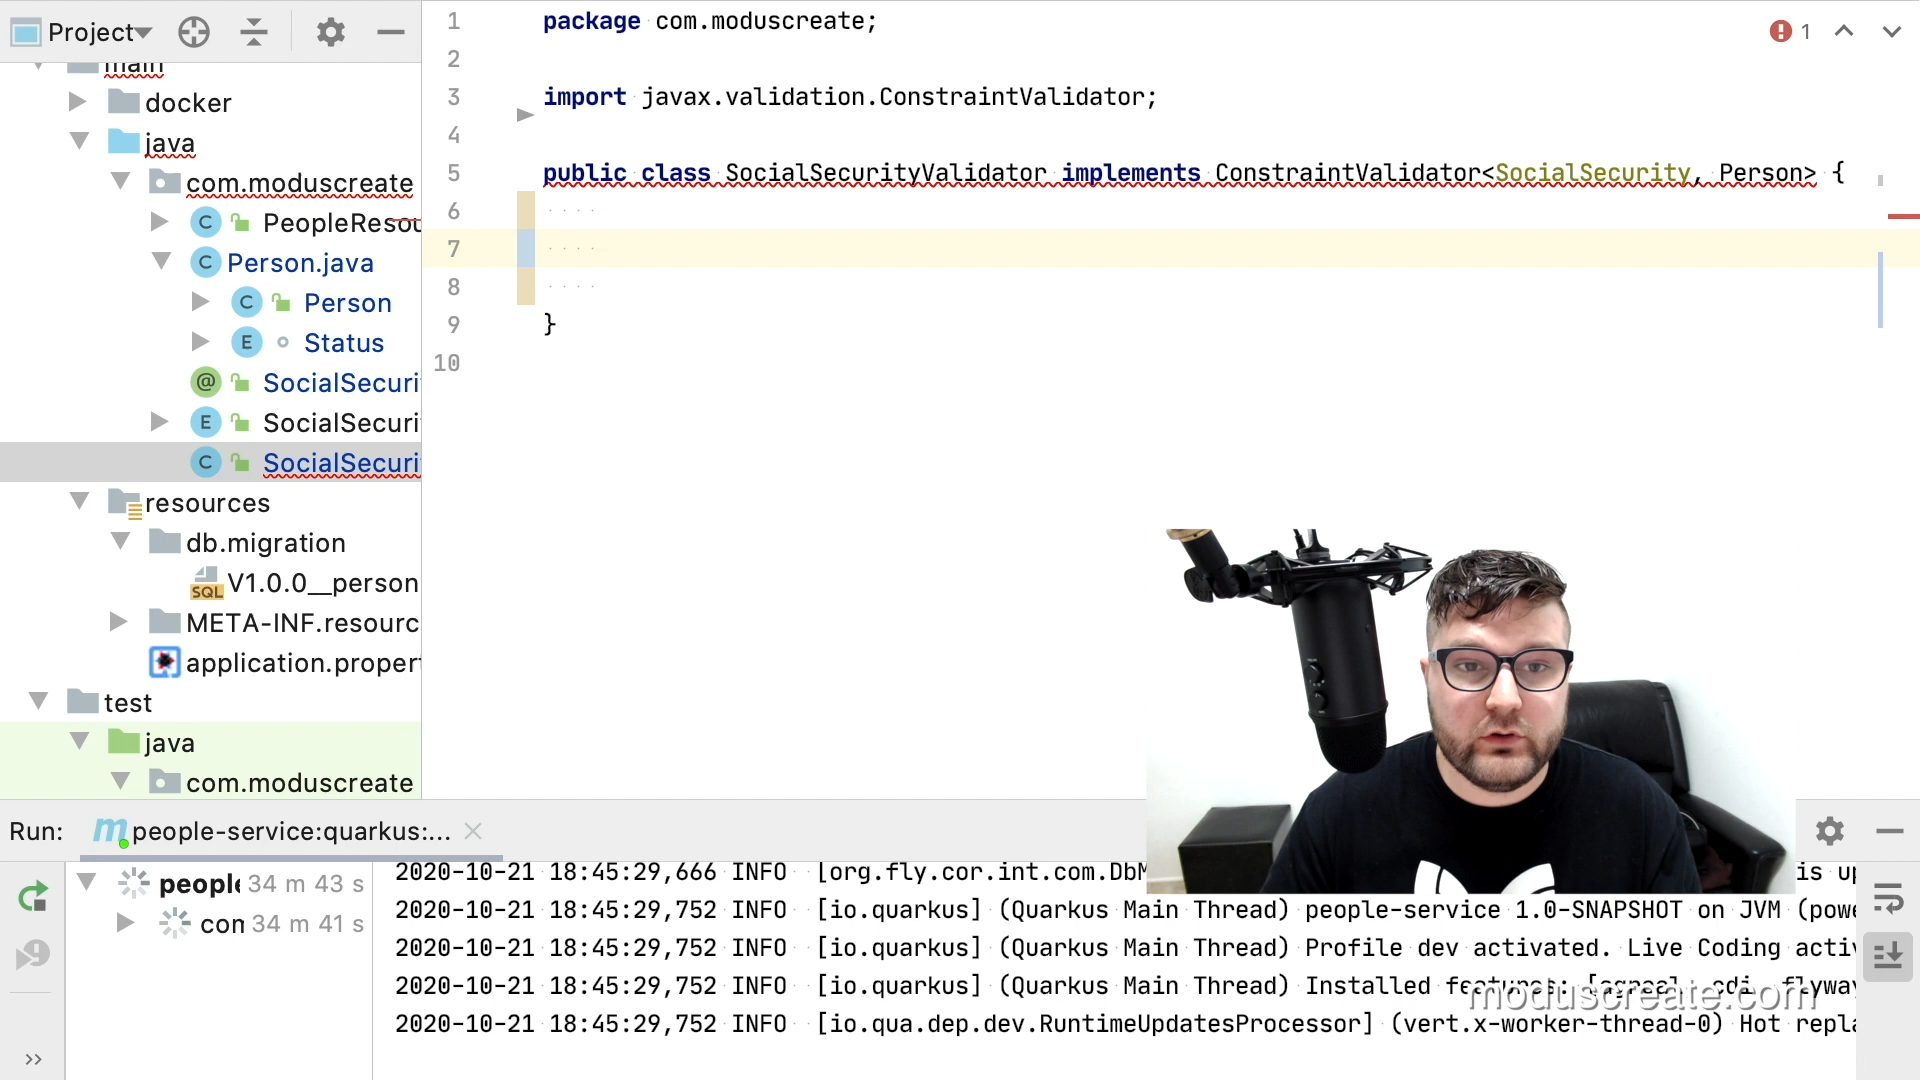 Project
main
docker
java
com.moduscreate
PeopleResou
Person.java
Person
Status
SocialSecuri
SocialSecuri
SocialSecuri
resources
db.migration
V1.0.0__person
META-INF.resourc
application.proper
test
java
com.moduscreate
1 package com.moduscreate;
2
3 import javax.validation.ConstraintValidator;
4
5 public class SocialSecurityValidator implements ConstraintValidator<SocialSecurity, Person> {
6
7
8
9 }
10
1
Run: people-service:quarkus:...
people 34 m 43 s
con 34 m 41 s
2020-10-21 18:45:29,666 INFO [org.fly.cor.int.com.DbM is up
2020-10-21 18:45:29,752 INFO [io.quarkus] (Quarkus Main Thread) people-service 1.0-SNAPSHOT on JVM (powe
2020-10-21 18:45:29,752 INFO [io.quarkus] (Quarkus Main Thread) Profile dev activated. Live Coding activ
2020-10-21 18:45:29,752 INFO [io.quarkus] (Quarkus Main Thread) Installed features: [agroal, cdi, flyway
2020-10-21 18:45:29,752 INFO [io.qua.dep.dev.RuntimeUpdatesProcessor] (vert.x-worker-thread-0) Hot repla
moduscreate.com